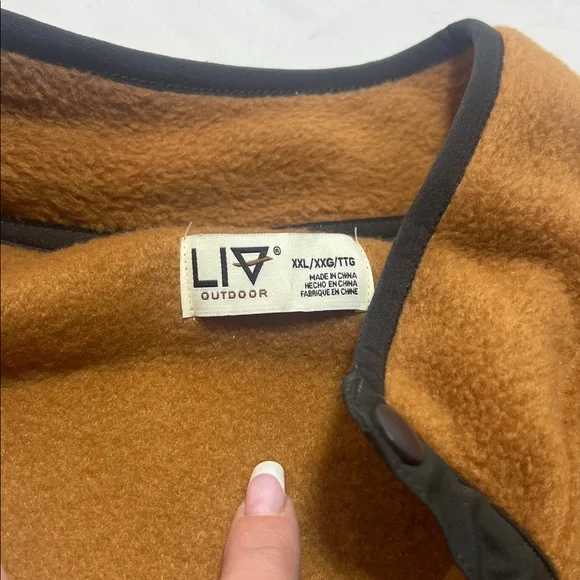 LIV®
OUTDOOR
XXL/XXG/TTG
MADE IN CHINA
HECHO EN CHINA
FABRIQUE EN CHINE